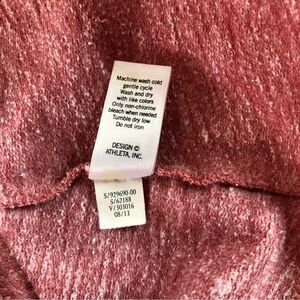 Machine wash cold
gentle cycle
Wash and dry
with like colors
Only non-chlorine
bleach when needed
Tumble dry low
Do not iron
DESIGN ©
ATHLETA, INC.
S/929690-00
S/62188
V/303016
08/13